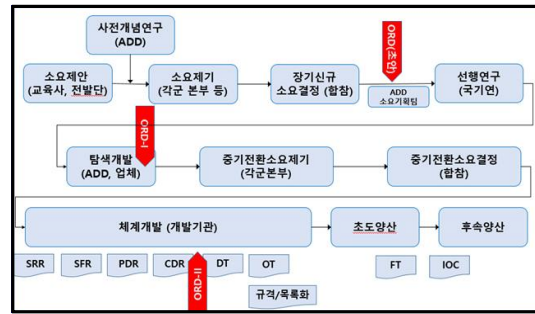 사전개념연구
(ADD)
ORD(초안)
소요제안
(교육사, 전발단)
소요제기
(각군 본부 등)
장기신규
소요결정 (합참)
ADD
소요기획팀
선행연구
(국기연)
ORD-I
탐색개발
(ADD, 업체)
중기전환소요제기
(각군본부)
중기전환소요결정
(합참)
체계개발 (개발기관)
초도양산
후속양산
SRR
SFR
PDR
CDR
DT
OT
FT
IOC
ORD-II
규격/목록화